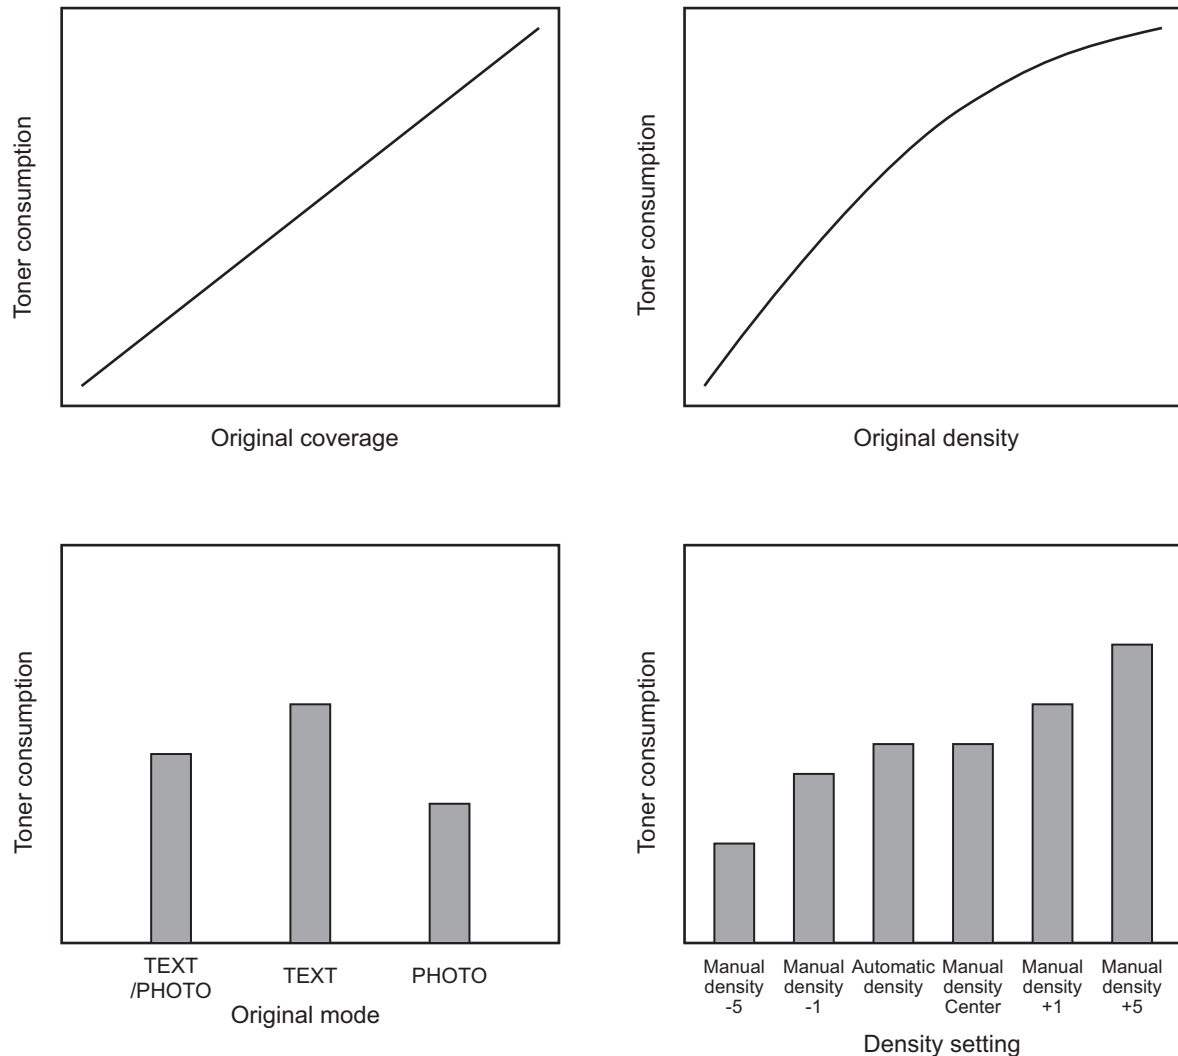 Toner consumption
Original coverage
Toner consumption
Original density
Toner consumption
TEXT
/PHOTO
TEXT
PHOTO
Original mode
Toner consumption
Manual
density
-5
Manual
density
-1
Automatic
density
Manual
density
Center
Manual
density
+1
Manual
density
+5
Density setting